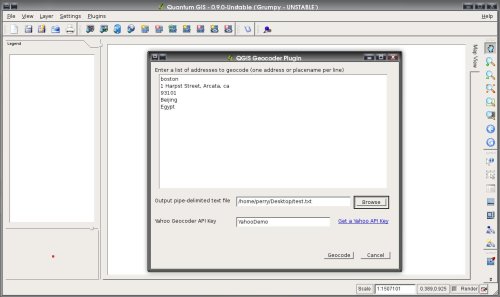 Quantum GIS - 0.9.0-Undable ('Grumpy - UNSTABLE')
File View Layer Settings Plugins Help
Legend
Map View
QGIS Geocoder Plugin
Enter a list of addresses to geocode (one address or placename per line)
boston
1 Harpst Street, Arcata, ca
93101
Beijing
Egypt
Output pipe-delimited text file /home/perry/Desktop/test.txt Browse
Yahoo Geocoder API Key YahooDemo Get a Yahoo API Key
Geocode Cancel
Scale 1:1507101 0.389,0.925 Render